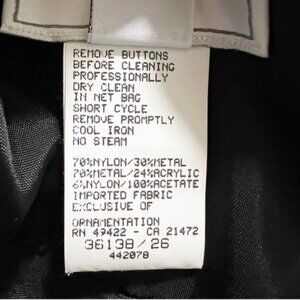 REMOVE BUTTONS
BEFORE CLEANING
PROFESSIONALLY
DRY CLEAN
IN NET BAG
SHORT CYCLE
REMOVE PROMPTLY
COOL IRON
NO STEAM
70%NYLON/30%METAL
70%METAL/24%ACRYLIC
6%NYLON/100%ACETATE
IMPORTED FABRIC
EXCLUSIVE OF
ORNAMENTATION
RN 49422 - CA 21472
36138/26
442078